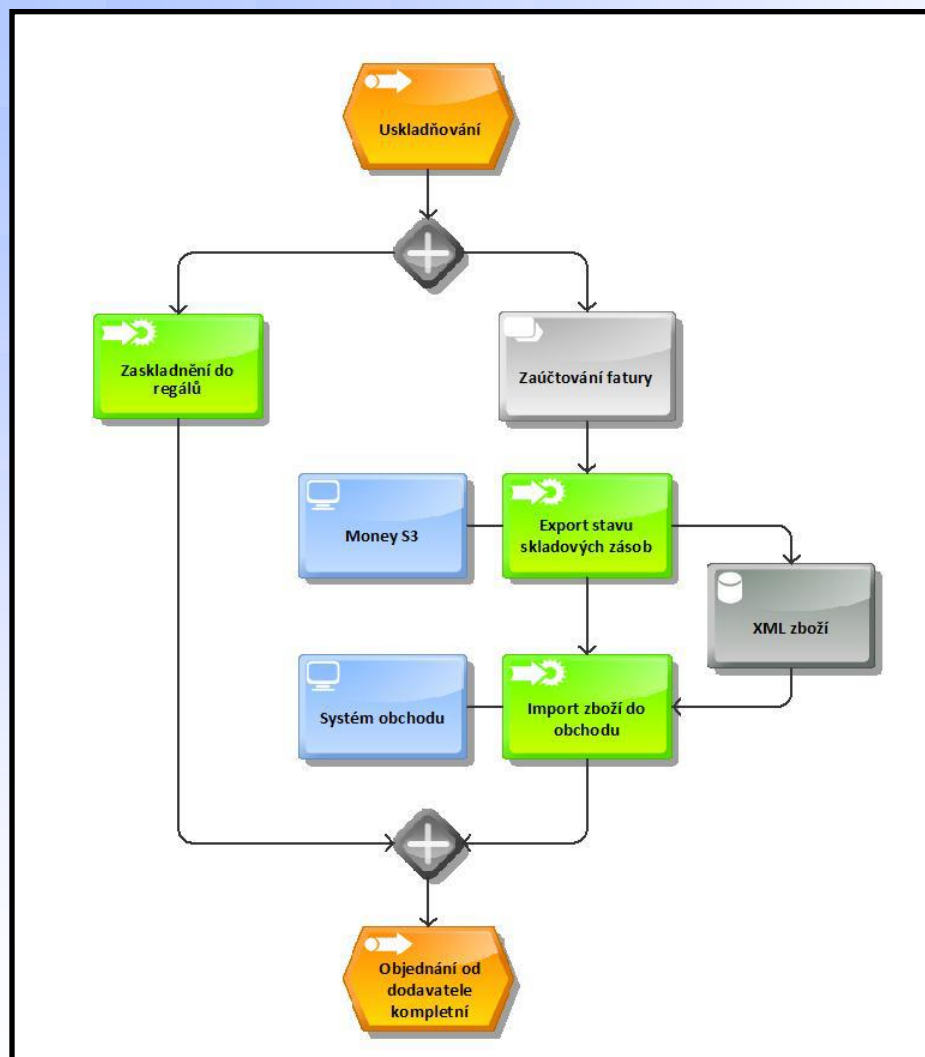 Uskladňování
Zaskladnění do
regálů
Zaúčtování fatury
Money S3
Export stavu
skladových zásob
XML zboží
Systém obchodu
Import zboží do
obchodu
Objednání od
dodavatele
kompletní